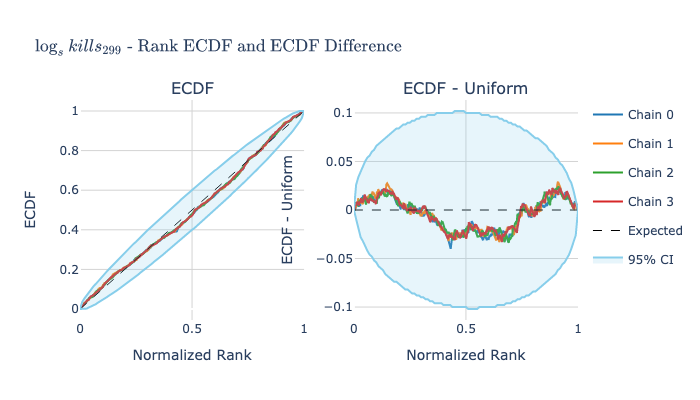 log_s kills_299 - Rank ECDF and ECDF Difference
ECDF
ECDF
1
0.8
0.6
0.4
0.2
0
0
0.5
1
Normalized Rank
ECDF - Uniform
ECDF - Uniform
0.1
0.05
0
−0.05
−0.1
0
0.5
1
Normalized Rank
Chain 0
Chain 1
Chain 2
Chain 3
Expected
95% CI